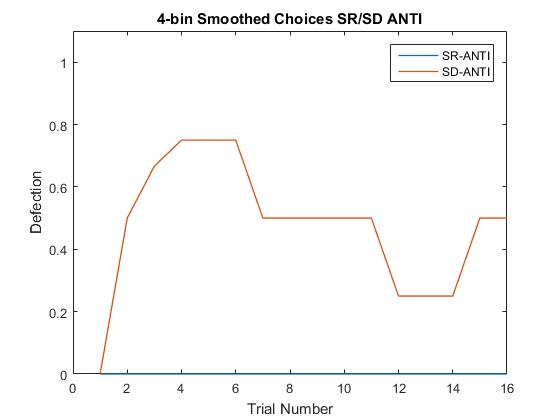 4-bin Smoothed Choices SR/SD ANTI
SR-ANTI
SD-ANTI
Defection
1
0.8
0.6
0.4
0.2
0
0 2 4 6 8 10 12 14 16
Trial Number